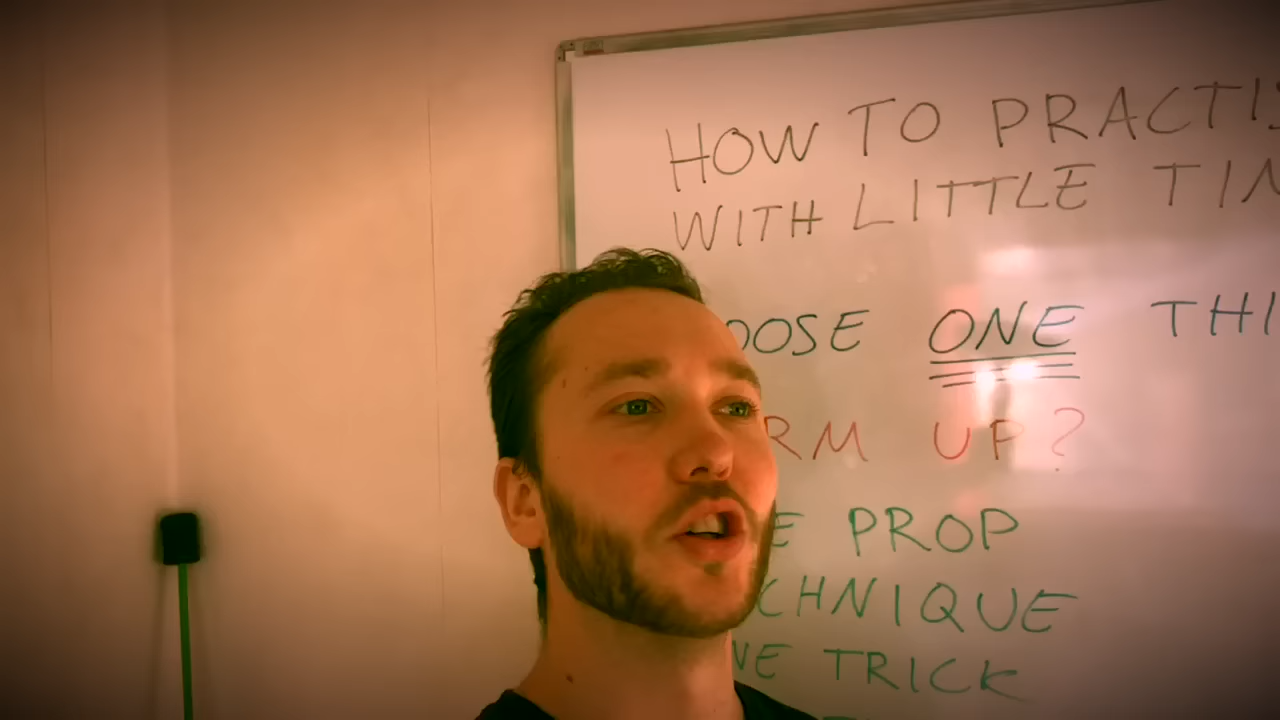 HOW TO PRACTIS
WITH LITTLE TIM
OOSE ONE THI
RM UP?
E PROP
CHNIQUE
NE TRICK